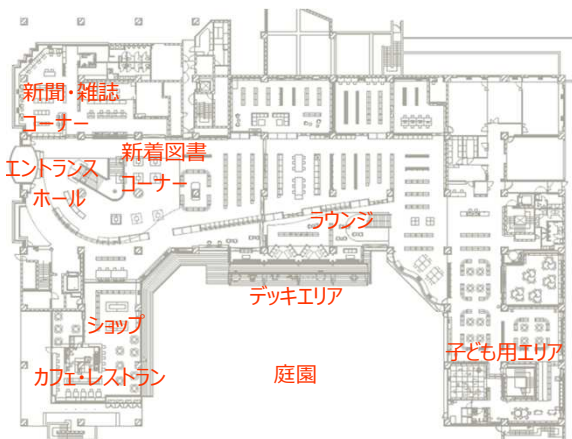 新聞・雑誌
コーナー
新着図書
コーナー
エントランス
ホール
ラウンジ
デッキエリア
ショップ
カフェ・レストラン
庭園
子ども用エリア